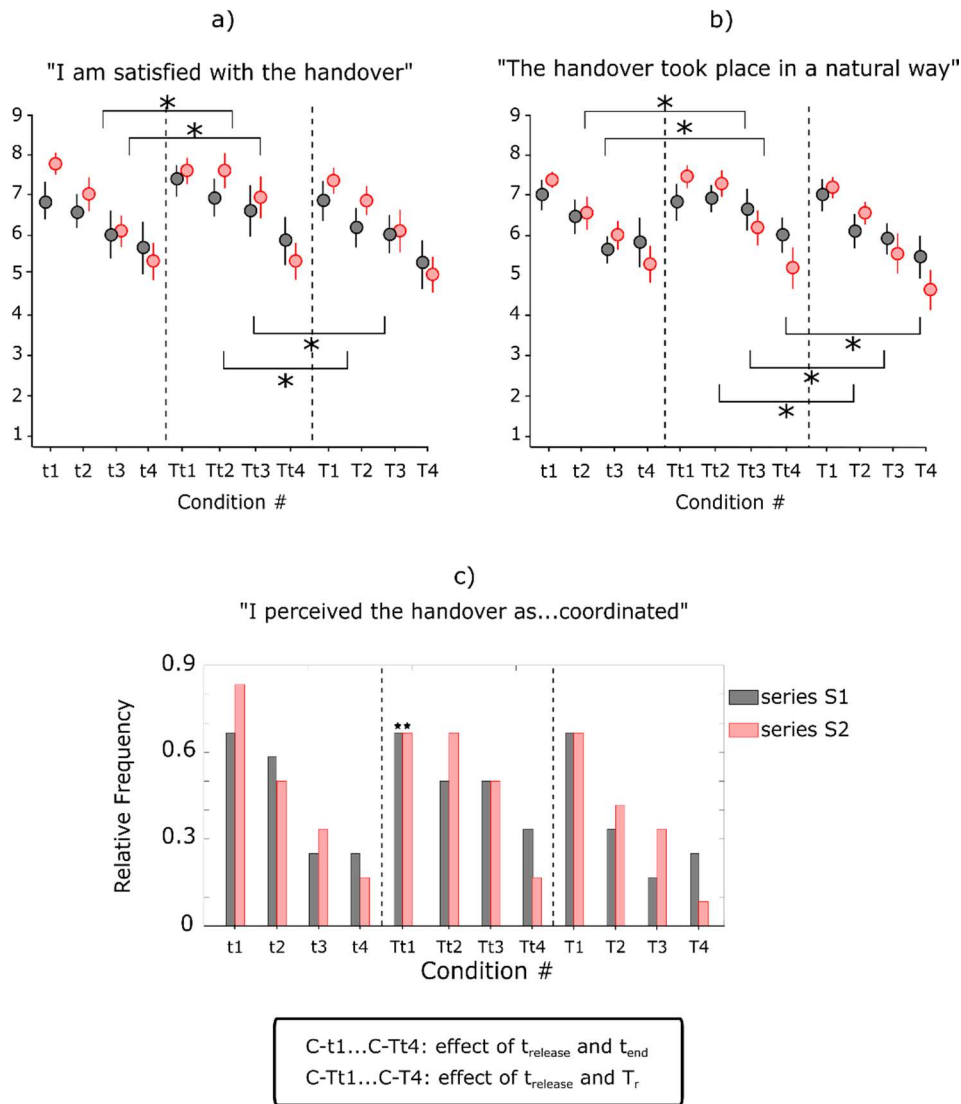 a)
"I am satisfied with the handover"
9
8
7
6
5
4
3
2
1
* * * *
t1 t2 t3 t4 Tt1 Tt2 Tt3 Tt4 T1 T2 T3 T4
Condition #
b)
"The handover took place in a natural way"
9
8
7
6
5
4
3
2
1
* * * * *
t1 t2 t3 t4 Tt1 Tt2 Tt3 Tt4 T1 T2 T3 T4
Condition #
c)
"I perceived the handover as...coordinated"
Relative Frequency
0.9
0.6
0.3
0
★★
t1 t2 t3 t4 Tt1 Tt2 Tt3 Tt4 T1 T2 T3 T4
Condition #
series S1
series S2
C-t1...C-Tt4: effect of t_release and t_end
C-Tt1...C-T4: effect of t_release and T_r